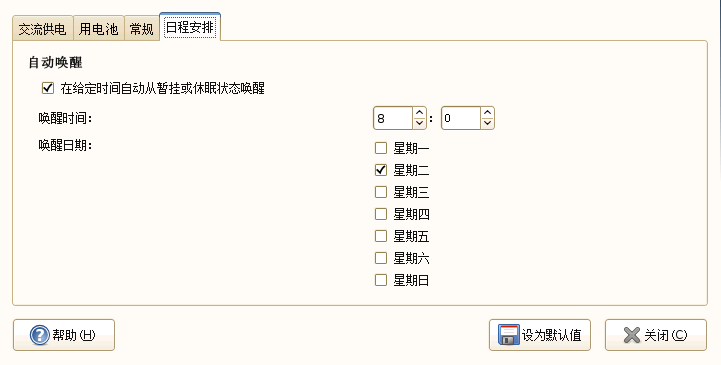 交流供电 用电池 常规 日程安排
自动唤醒
在给定时间自动从暂挂或休眠状态唤醒
唤醒时间： 8 : 0
唤醒日期：
星期一
星期二
星期三
星期四
星期五
星期六
星期日
帮助(H) 设为默认值 关闭(C)